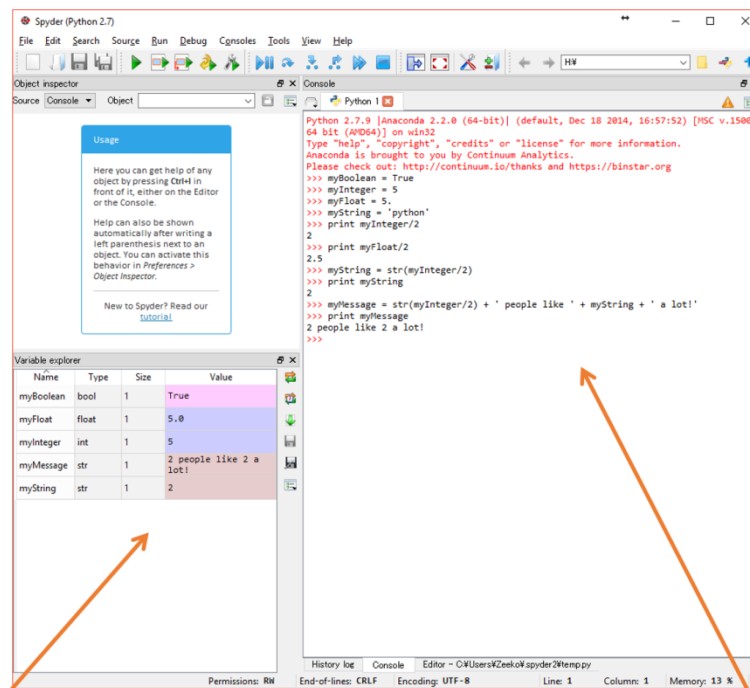 Spyder (Python 2.7)
File Edit Search Source Run Debug Consoles Tools View Help
H:¥
Object inspector
Source Console Object
Usage
Here you can get help of any
object by pressing Ctrl+I in
front of it, either on the Editor
or the Console.
Help can also be shown
automatically after writing a
left parenthesis next to an
object. You can activate this
behavior in Preferences >
Object Inspector.
New to Spyder? Read our
tutorial
Variable explorer
Name Type Size Value
myBoolean bool 1 True
myFloat float 1 5.0
myInteger int 1 5
myMessage str 1 2 people like 2 a
lot!
myString str 1 2
Console
Python 1
Python 2.7.9 |Anaconda 2.2.0 (64-bit)| (default, Dec 18 2014, 16:57:52) [MSC v.1500
64 bit (AMD64)] on win32
Type "help", "copyright", "credits" or "license" for more information.
Anaconda is brought to you by Continuum Analytics.
Please check out: http://continuum.io/thanks and https://binstar.org
>>> myBoolean = True
>>> myInteger = 5
>>> myFloat = 5.
>>> myString = 'python'
>>> print myInteger/2
2
>>> print myFloat/2
2.5
>>> myString = str(myInteger/2)
>>> print myString
2
>>> myMessage = str(myInteger/2) + ' people like ' + myString + ' a lot!'
>>> print myMessage
2 people like 2 a lot!
>>>
History log Console Editor - C:¥Users¥Zeeko¥.spyder2¥temp.py
Permissions: RW End-of-lines: CRLF Encoding: UTF-8 Line: 1 Column: 1 Memory: 13 %